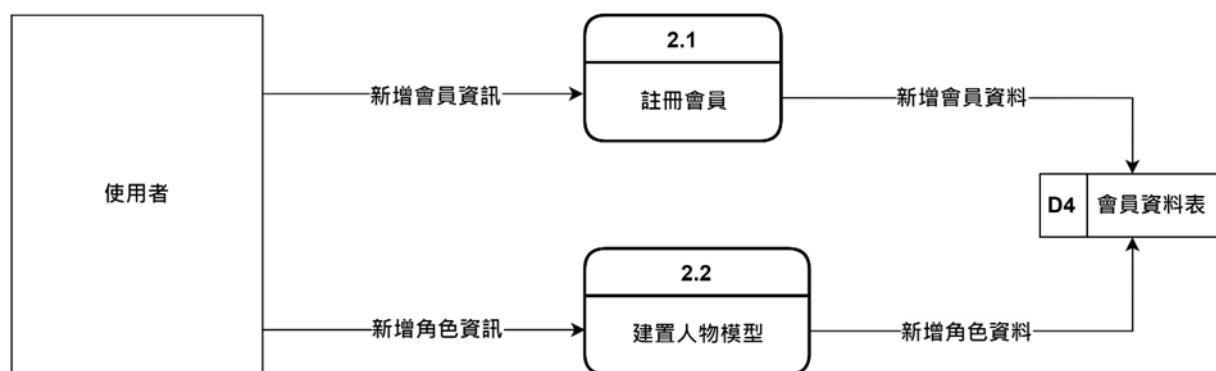 2.1
新增會員資訊
註冊會員
新增會員資料
使用者
D4
會員資料表
2.2
新增角色資訊
建置人物模型
新增角色資料